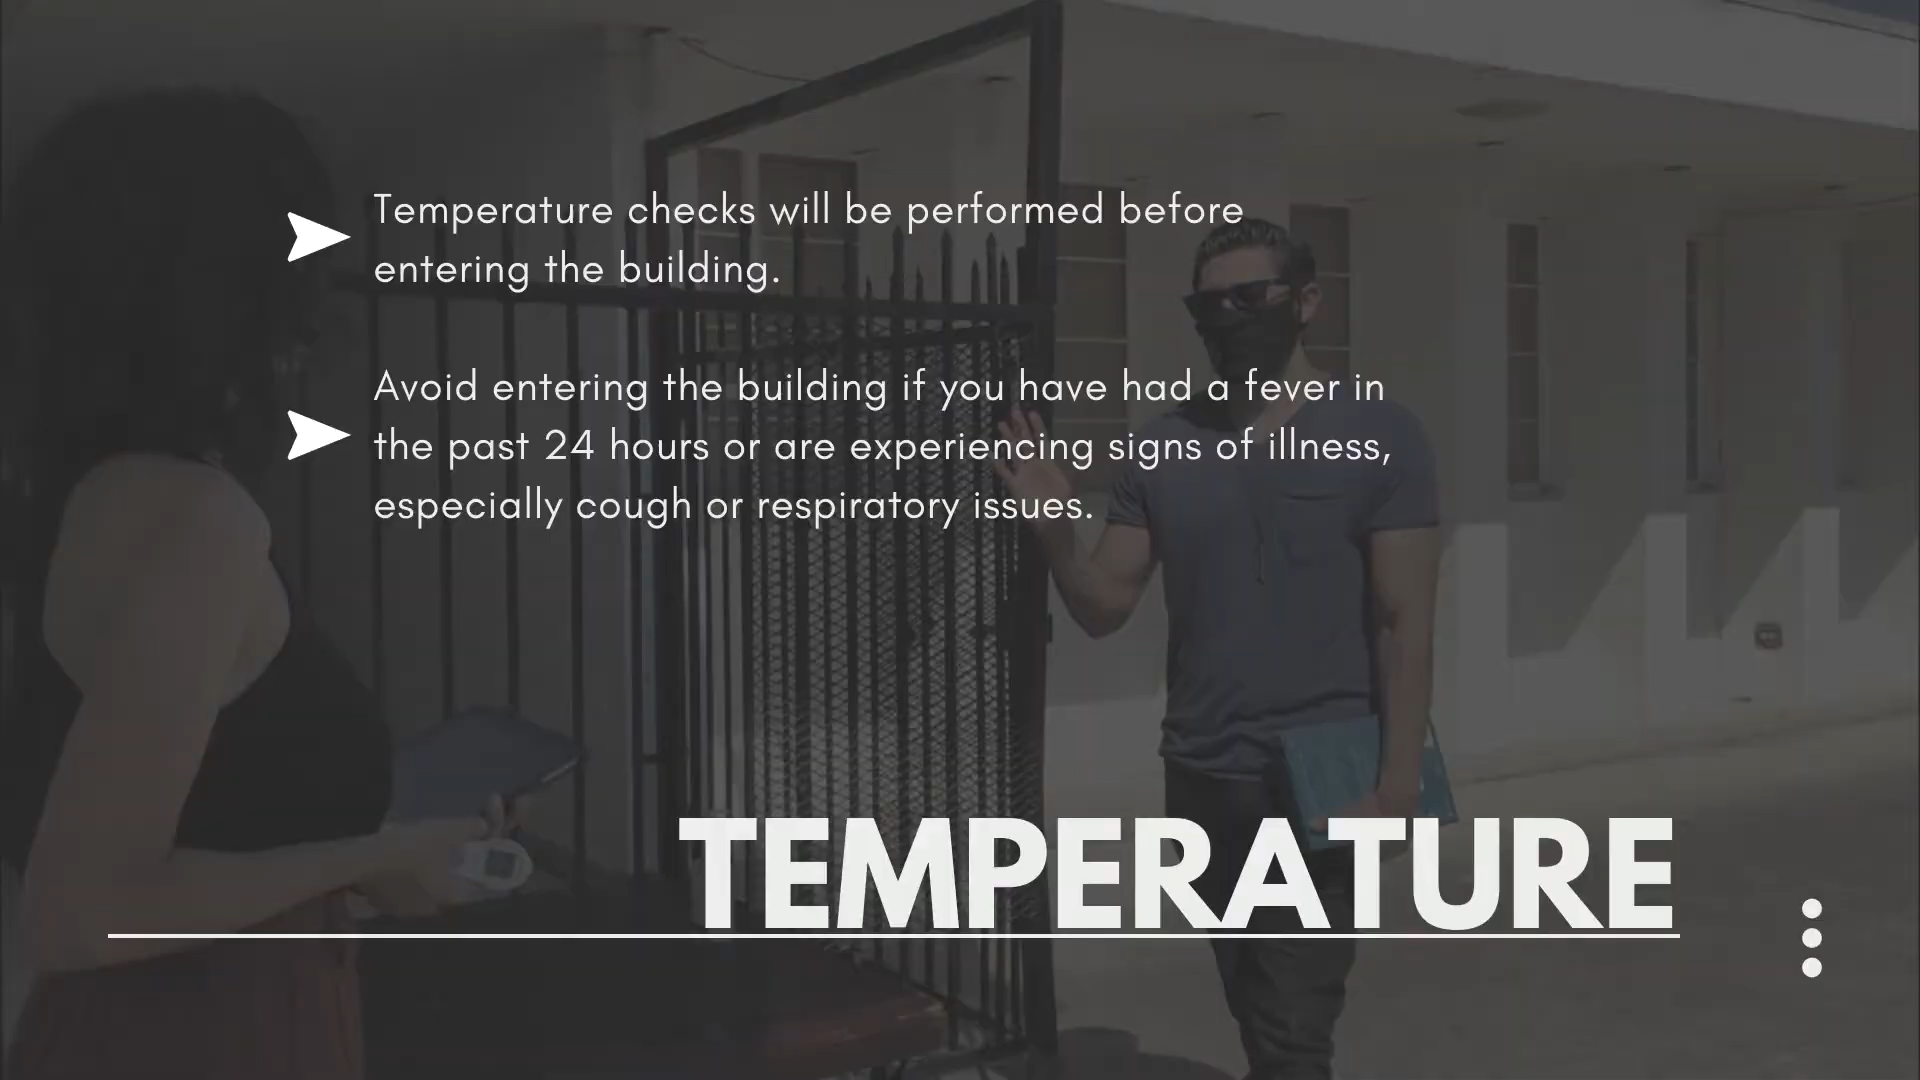 Temperature checks will be performed before
entering the building.
Avoid entering the building if you have had a fever in
the past 24 hours or are experiencing signs of illness,
especially cough or respiratory issues.
TEMPERATURE